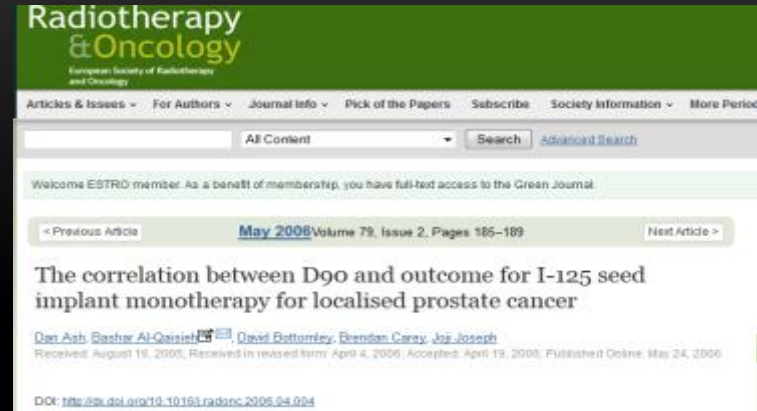 Radiotherapy
&Oncology
European Society of Radiotherapy
and Oncology
Articles & Issues For Authors Journal Info Pick of the Papers Subscribe Society Information More Period
All Content Search Advanced Search
Welcome ESTRO member. As a benefit of membership, you have full-text access to the Green Journal.
< Previous Article May 2006 Volume 79, Issue 2, Pages 185–189 Next Article >
The correlation between D90 and outcome for I-125 seed
implant monotherapy for localised prostate cancer
Dan Ash, Bashar Al-Qaisieh, David Bottomley, Brendan Carey, Joji Joseph
Received: August 16, 2005; Received in revised form: April 4, 2006; Accepted: April 19, 2006; Published Online: May 24, 2006
DOI: http://dx.doi.org/10.1016/j.radonc.2006.04.004